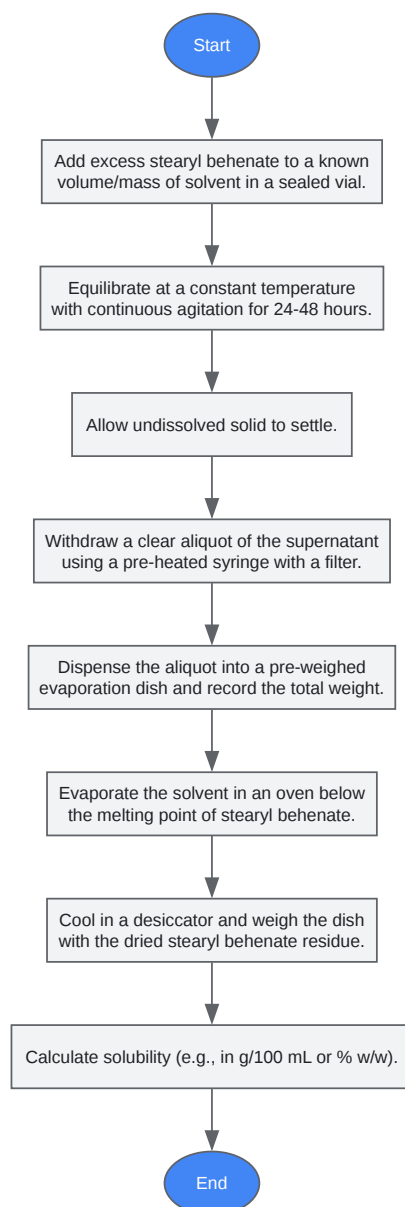 Start
Add excess stearyl behenate to a known
volume/mass of solvent in a sealed vial.
Equilibrate at a constant temperature
with continuous agitation for 24-48 hours.
Allow undissolved solid to settle.
Withdraw a clear aliquot of the supernatant
using a pre-heated syringe with a filter.
Dispense the aliquot into a pre-weighed
evaporation dish and record the total weight.
Evaporate the solvent in an oven below
the melting point of stearyl behenate.
Cool in a desiccator and weigh the dish
with the dried stearyl behenate residue.
Calculate solubility (e.g., in g/100 mL or % w/w).
End